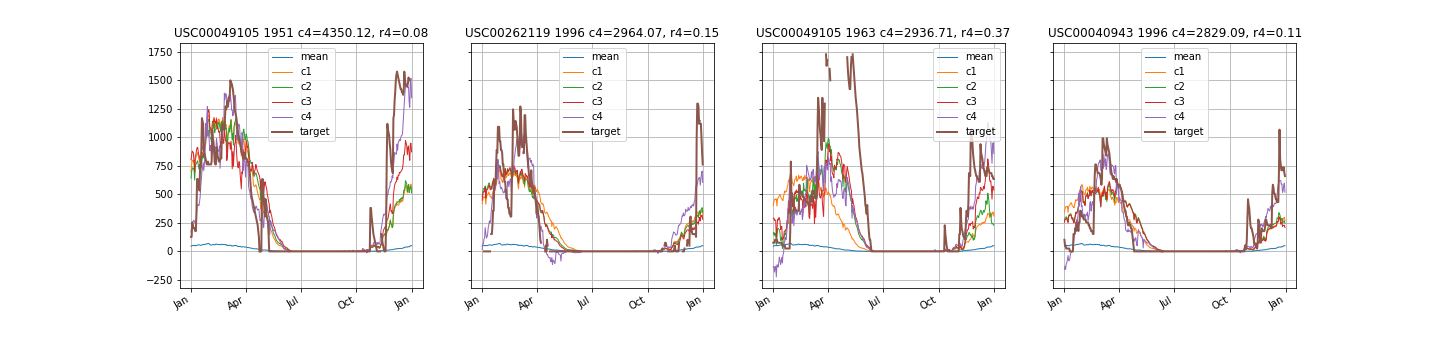 USC00049105 1951 c4=4350.12, r4=0.08
USC00262119 1996 c4=2964.07, r4=0.15
USC00049105 1963 c4=2936.71, r4=0.37
USC00040943 1996 c4=2829.09, r4=0.11
1750
1500
1250
1000
750
500
250
0
−250
mean
c1
c2
c3
c4
target
mean
c1
c2
c3
c4
target
mean
c1
c2
c3
c4
target
mean
c1
c2
c3
c4
target
Jan
Apr
Jul
Oct
Jan
Jan
Apr
Jul
Oct
Jan
Jan
Apr
Jul
Oct
Jan
Jan
Apr
Jul
Oct
Jan